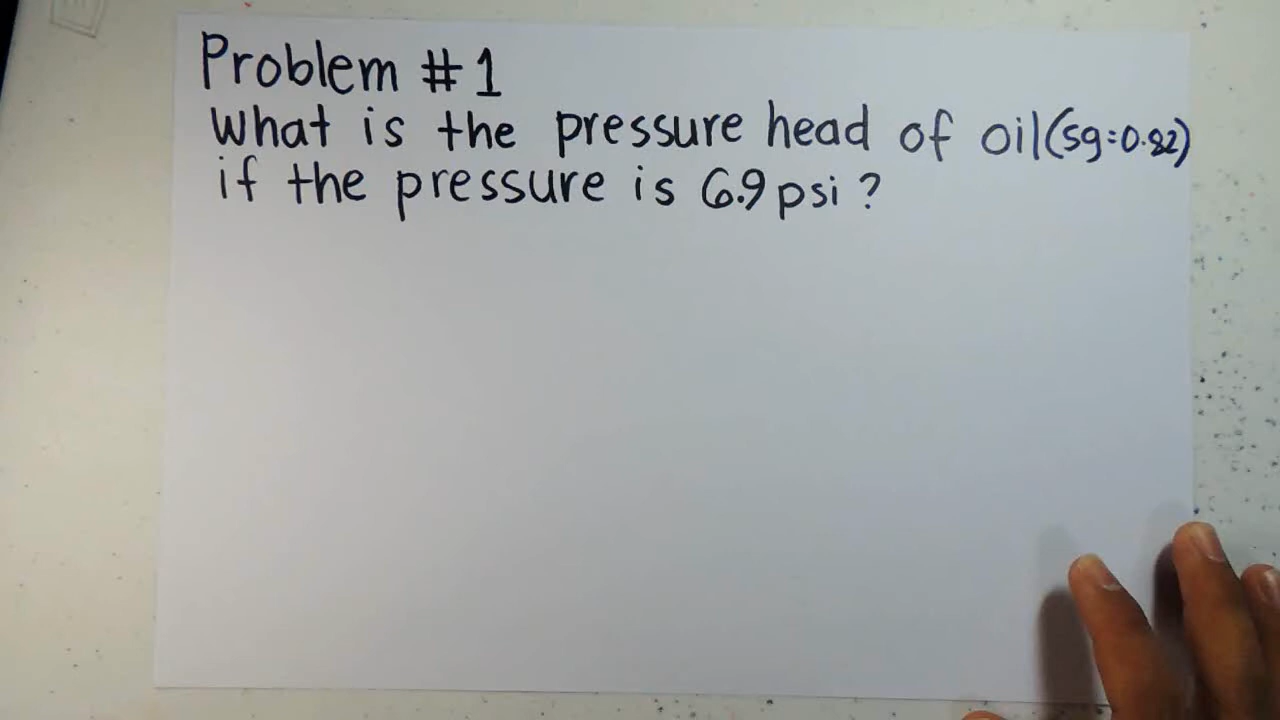 Problem #1
What is the pressure head of oil (sg=0.82)
if the pressure is 6.9 psi?